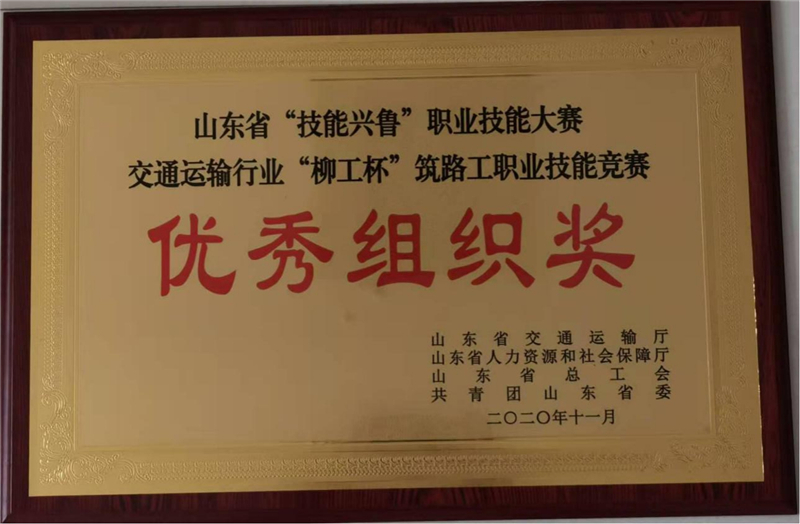 山东省“技能兴鲁”职业技能大赛
交通运输行业“柳工杯”筑路工职业技能竞赛
优秀组织奖
山东省交通运输厅
山东省人力资源和社会保障厅
山东省总工会
共青团山东省委
二〇二〇年十一月